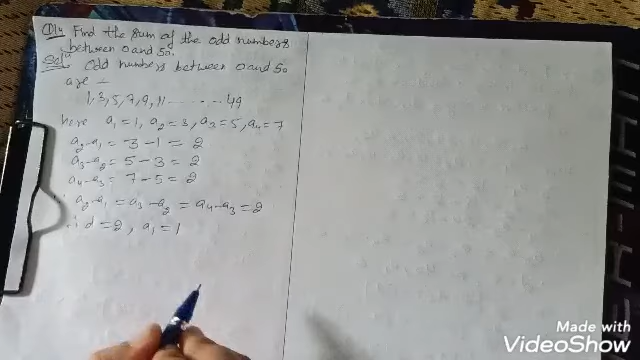 Q14 Find the sum of the odd numbers
between 0 and 50.
Solⁿ Odd numbers between 0 and 50
are —
1, 3, 5, 7, 9, 11 ........ 49
here a₁ = 1, a₂ = 3, a₃ = 5, a₄ = 7
a₂ - a₁ = 3 - 1 = 2
a₃ - a₂ = 5 - 3 = 2
a₄ - a₃ = 7 - 5 = 2
∴ a₂ - a₁ = a₃ - a₂ = a₄ - a₃ = 2
∴ d = 2, a₁ = 1
Made with
VideoShow